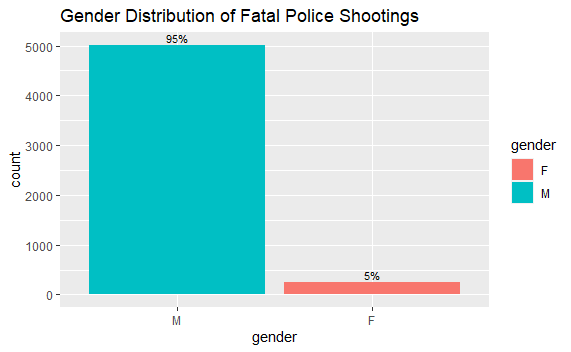 Gender Distribution of Fatal Police Shootings
95%
5000
4000
3000
2000
1000
0
count
5%
M
F
gender
gender
F
M